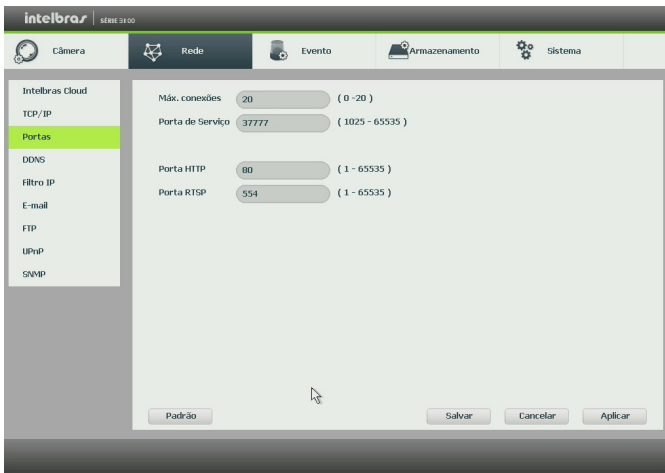 intelbras SÉRIE 3100
Câmera Rede Evento Armazenamento Sistema
Intelbras Cloud
TCP/IP
Portas
DDNS
Filtro IP
E-mail
FTP
UPnP
SNMP
Máx. conexões 20 ( 0 -20 )
Porta de Serviço 37777 ( 1025 - 65535 )
Porta HTTP 80 ( 1 - 65535 )
Porta RTSP 554 ( 1 - 65535 )
Padrão Salvar Cancelar Aplicar